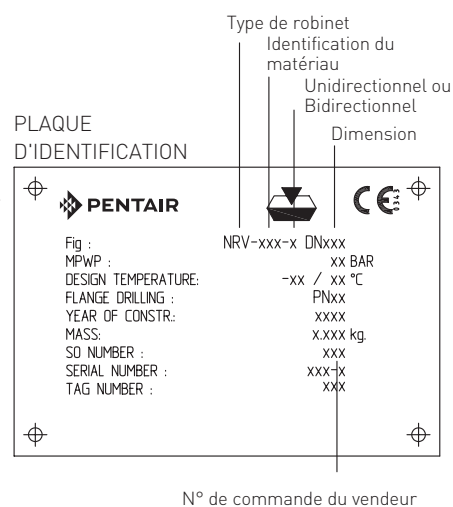 Type de robinet
Identification du
matériau
Unidirectionnel ou
Bidirectionnel
Dimension
PLAQUE
D'IDENTIFICATION
PENTAIR CE 0343
Fig : NRV-xxx-x DNxxx
MPWP : xx BAR
DESIGN TEMPERATURE: -xx / xx °C
FLANGE DRILLING : PNxx
YEAR OF CONSTR.: xxxx
MASS: x.xxx kg.
SO NUMBER : xxx
SERIAL NUMBER : xxx-x
TAG NUMBER : xxx
N° de commande du vendeur